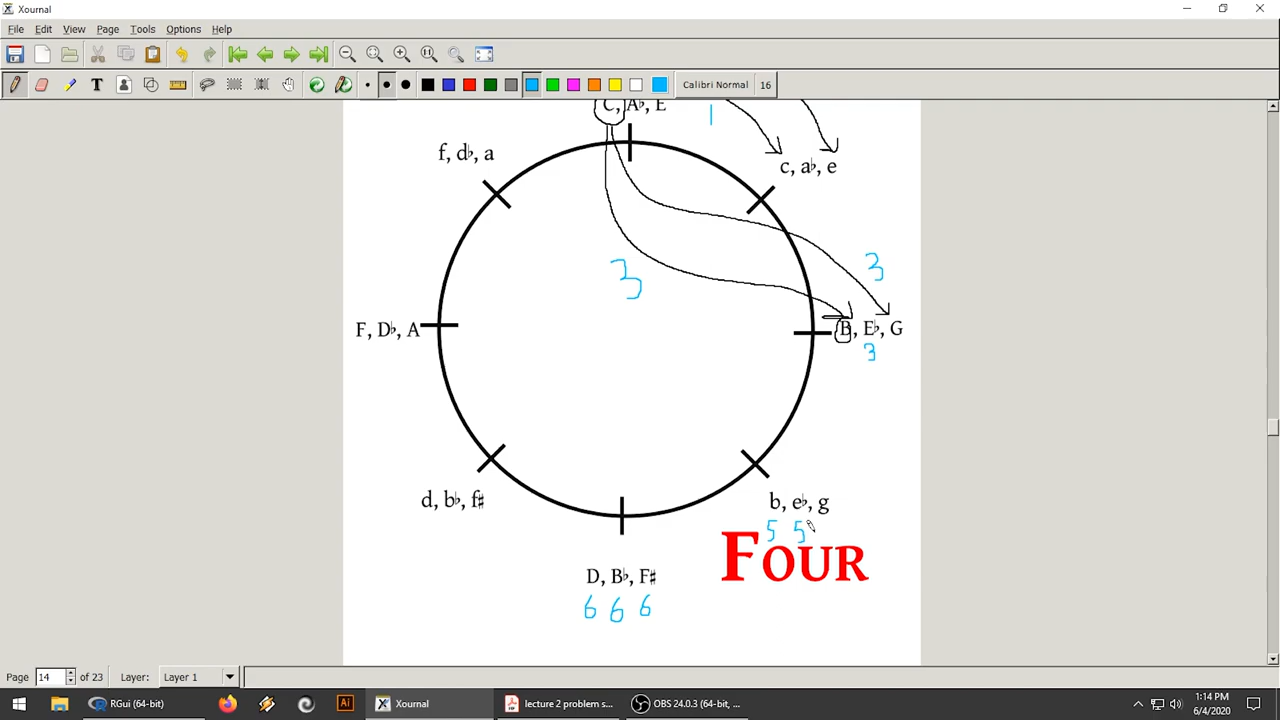 Xournal
File Edit View Page Tools Options Help
T
Calibri Normal 16
C, A♭, E
1
f, d♭, a
c, a♭, e
3
3
F, D♭, A
B, E♭, G
3
d, b♭, f♯
b, e♭, g
5 5
FOUR
D, B♭, F♯
6 6 6
Page 14 of 23 Layer: Layer 1
RGui (64-bit)
Ai
Xournal
lecture 2 problem s...
OBS 24.0.3 (64-bit, ...
1:14 PM
6/4/2020